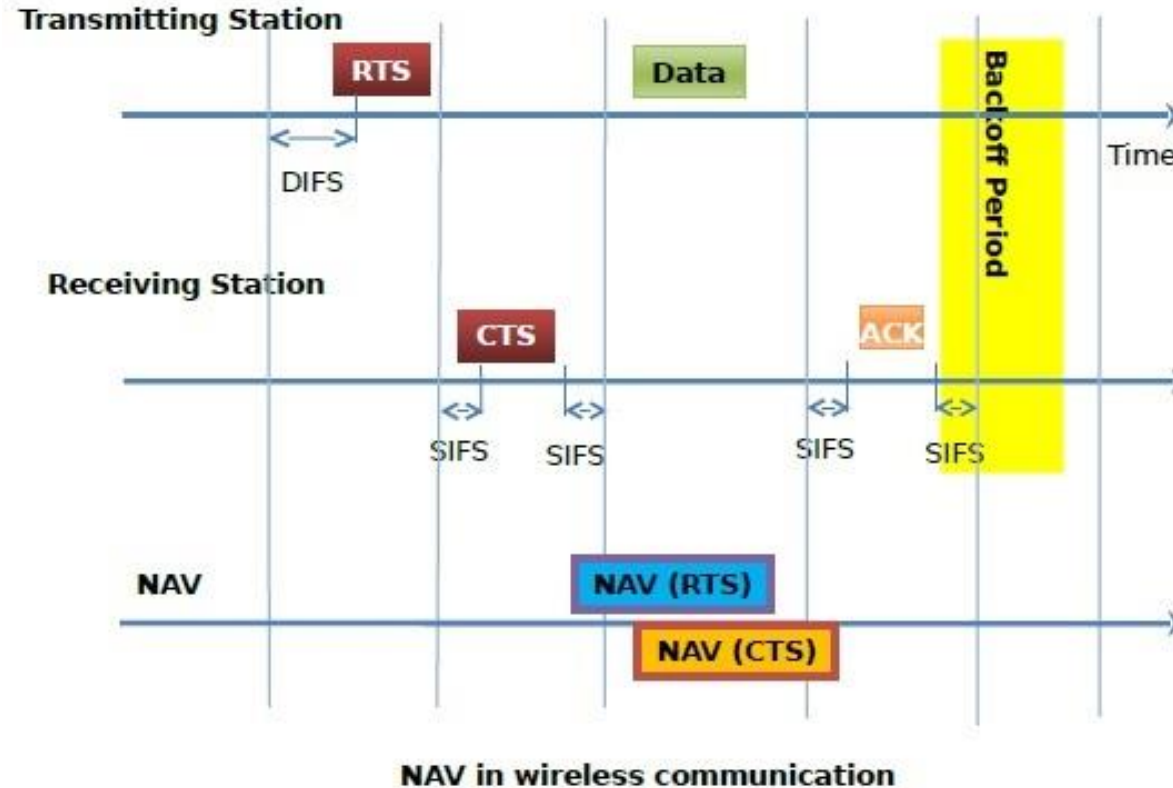 Transmitting Station
RTS
Data
Backoff Period
Time
DIFS
Receiving Station
CTS
ACK
SIFS
SIFS
SIFS
SIFS
NAV
NAV (RTS)
NAV (CTS)
NAV in wireless communication